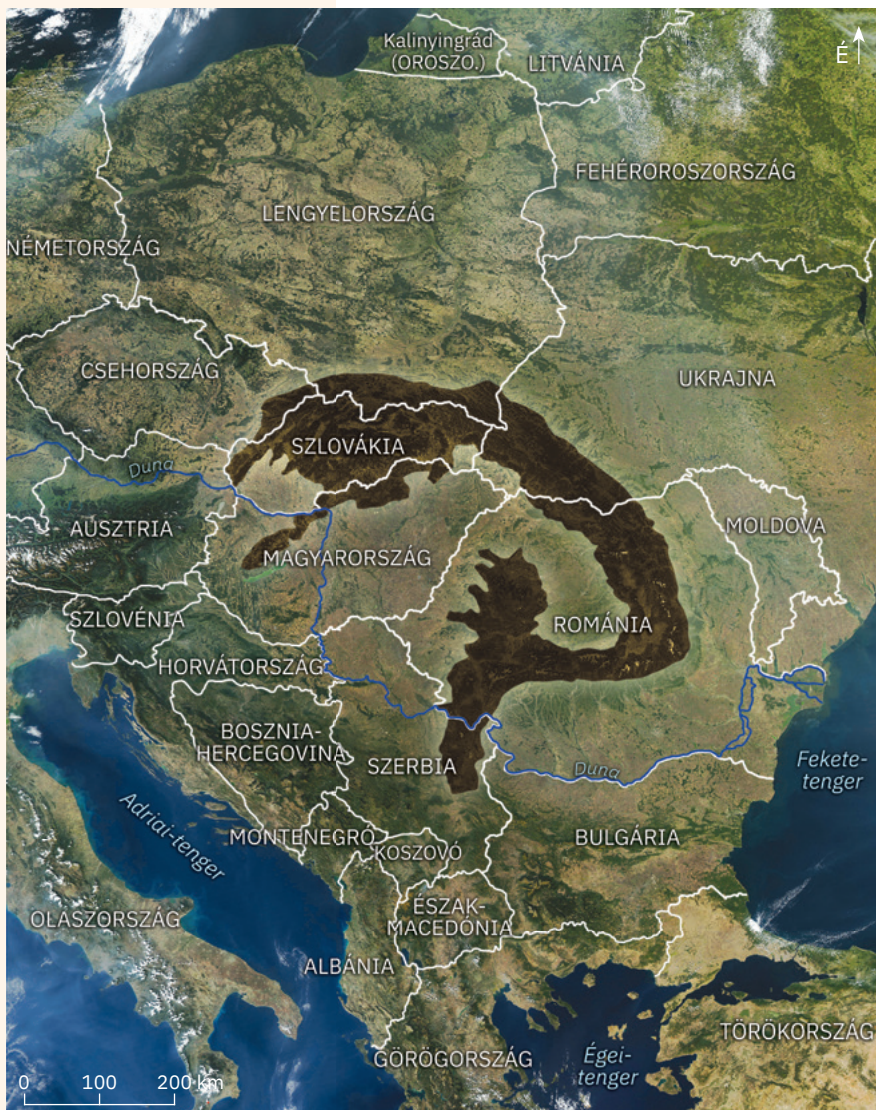 Kalinyingrád
(OROSZO.)
LITVÁNIA
É
FEHÉROROSZORSZÁG
LENGYELORSZÁG
NÉMETORSZÁG
CSEHORSZÁG
UKRAJNA
SZLOVÁKIA
Duna
AUSZTRIA
MOLDOVA
MAGYARORSZÁG
SZLOVÉNIA
ROMÁNIA
HORVÁTORSZÁG
BOSZNIA-
HERCEGOVINA
SZERBIA
Duna
Fekete-
tenger
Adriai-tenger
MONTENEGRÓ
KOSZOVÓ
BULGÁRIA
OLASZORSZÁG
ÉSZAK-
MACEDÓNIA
ALBÁNIA
TÖRÖKORSZÁG
GÖRÖGORSZÁG
Égei-
tenger
0 100 200 km